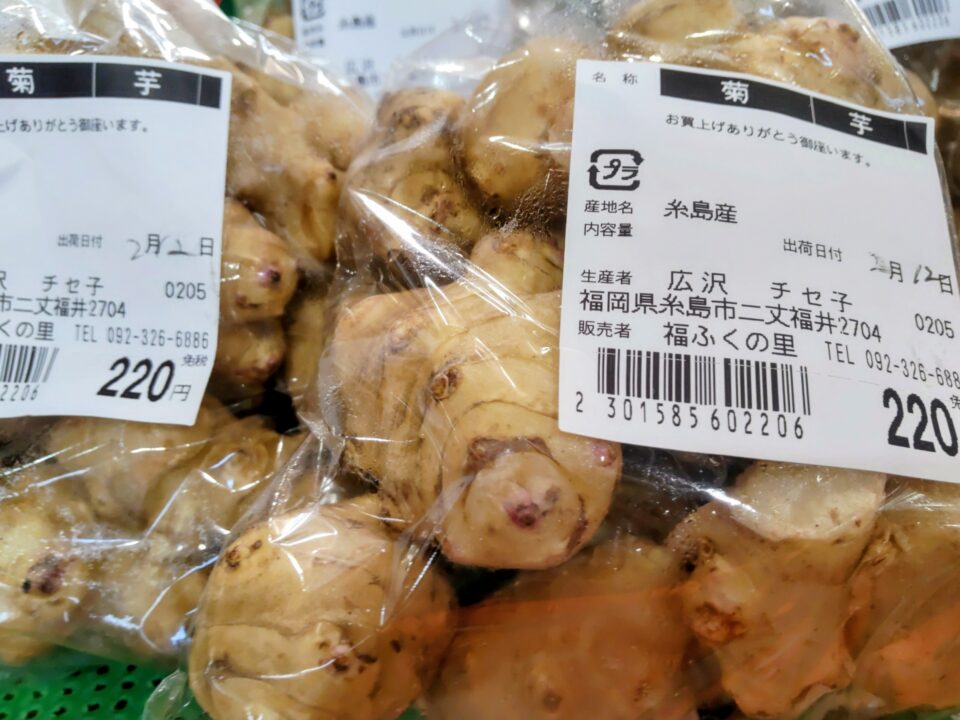 菊 芋
上げありがとう御座います。
出荷日付 2月12日
沢 チセ子 0205
市二丈福井2704
くの里 TEL 092-326-6886
免税
220円
2206
糸島産
広
名称 菊 芋
お買上げありがとう御座います。
プラ
産地名 糸島産
内容量
出荷日付 2月12日
生産者 広沢 チセ子 0205
福岡県糸島市二丈福井2704
販売者 福ふくの里 TEL 092-326-688
免
220
2 301585 602206